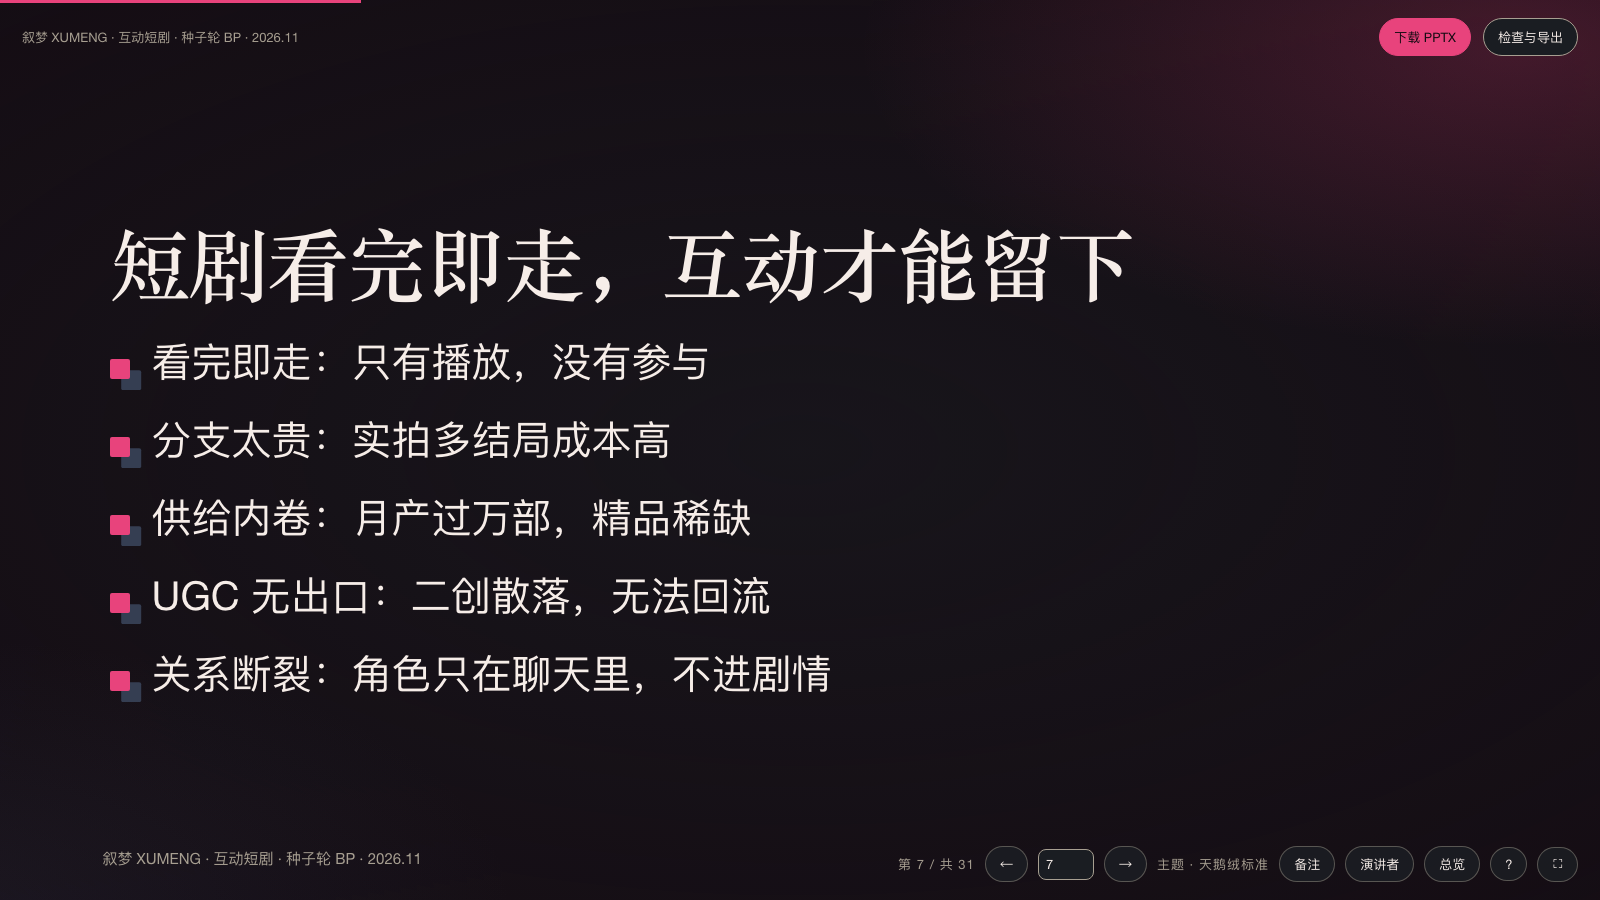 叙梦 XUMENG · 互动短剧 · 种子轮 BP · 2026.11
下载 PPTX
检查与导出
短剧看完即走，互动才能留下
看完即走：只有播放，没有参与
分支太贵：实拍多结局成本高
供给内卷：月产过万部，精品稀缺
UGC 无出口：二创散落，无法回流
关系断裂：角色只在聊天里，不进剧情
叙梦 XUMENG · 互动短剧 · 种子轮 BP · 2026.11
第 7 / 共 31
←
7
→
主题 · 天鹅绒标准
备注
演讲者
总览
?